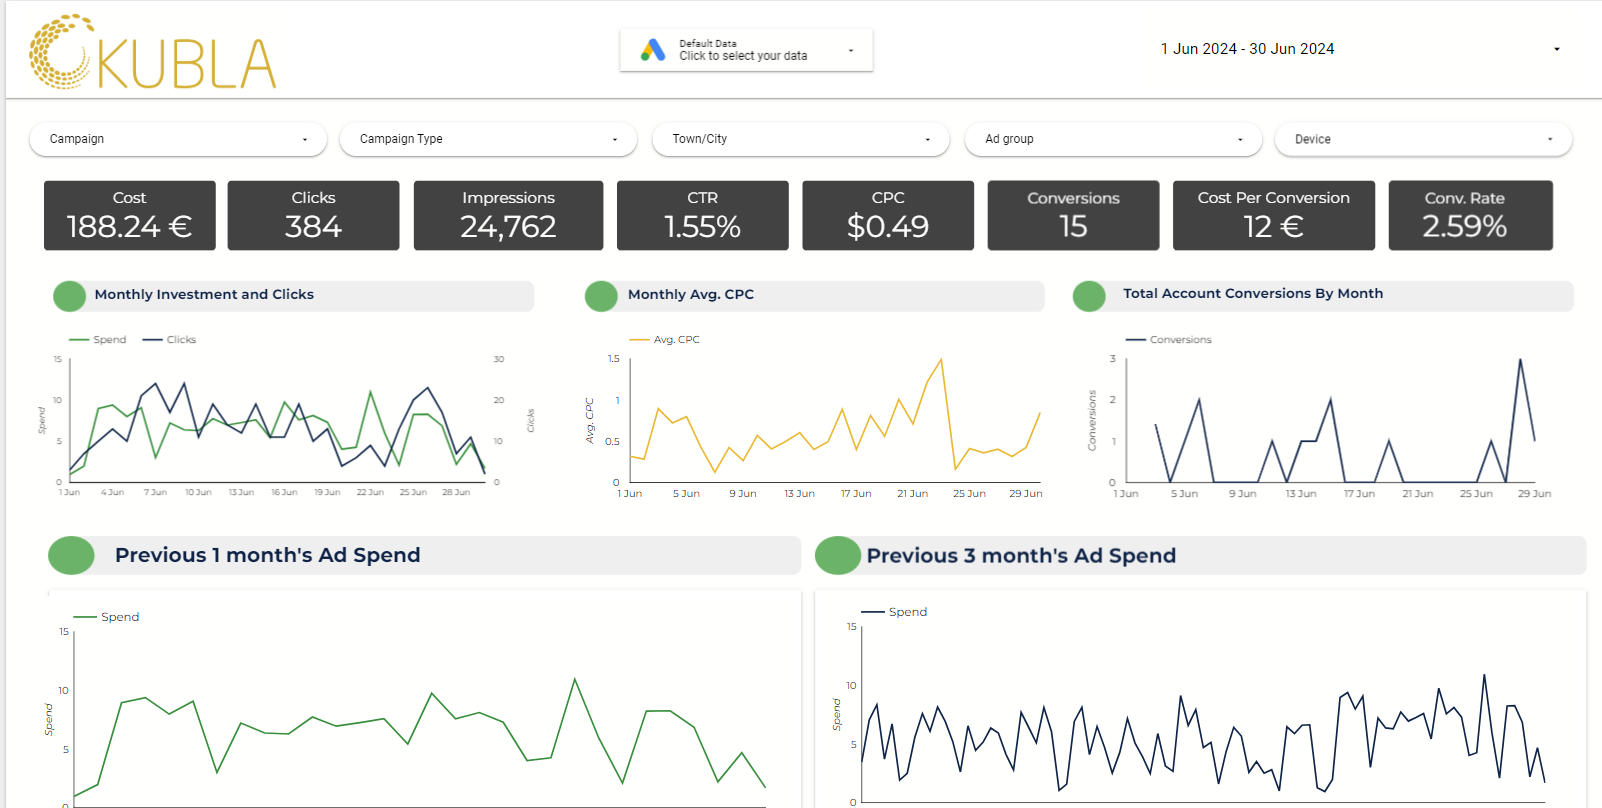 KUBLA
Default Data
Click to select your data
1 Jun 2024 - 30 Jun 2024
Campaign
Campaign Type
Town/City
Ad group
Device
Cost
188.24 €
Clicks
384
Impressions
24,762
CTR
1.55%
CPC
$0.49
Conversions
15
Cost Per Conversion
12 €
Conv. Rate
2.59%
Monthly Investment and Clicks
Spend Clicks
15
10
5
0
Spend
30
20
10
0
Clicks
1 Jun 4 Jun 7 Jun 10 Jun 13 Jun 16 Jun 19 Jun 22 Jun 25 Jun 28 Jun
Monthly Avg. CPC
Avg. CPC
1.5
1
0.5
0
Avg. CPC
1 Jun 5 Jun 9 Jun 13 Jun 17 Jun 21 Jun 25 Jun 29 Jun
Total Account Conversions By Month
Conversions
3
2
1
0
Conversions
1 Jun 5 Jun 9 Jun 13 Jun 17 Jun 21 Jun 25 Jun 29 Jun
Previous 1 month's Ad Spend
Spend
15
10
5
0
Spend
Previous 3 month's Ad Spend
Spend
15
10
5
0
Spend